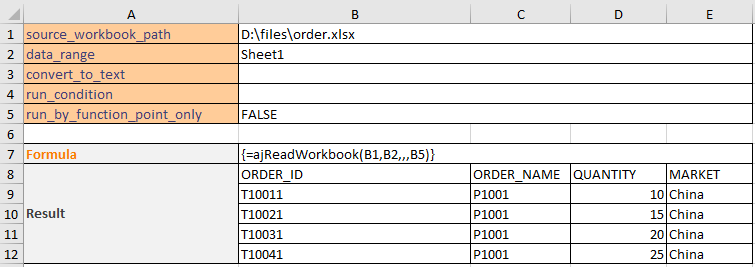 A B C D E
1 source_workbook_path D:\files\order.xlsx
2 data_range Sheet1
3 convert_to_text
4 run_condition
5 run_by_function_point_only FALSE
6
7 Formula {=ajReadWorkbook(B1,B2,,,B5)}
8 ORDER_ID ORDER_NAME QUANTITY MARKET
9 T10011 P1001 10 China
10 Result T10021 P1001 15 China
11 T10031 P1001 20 China
12 T10041 P1001 25 China